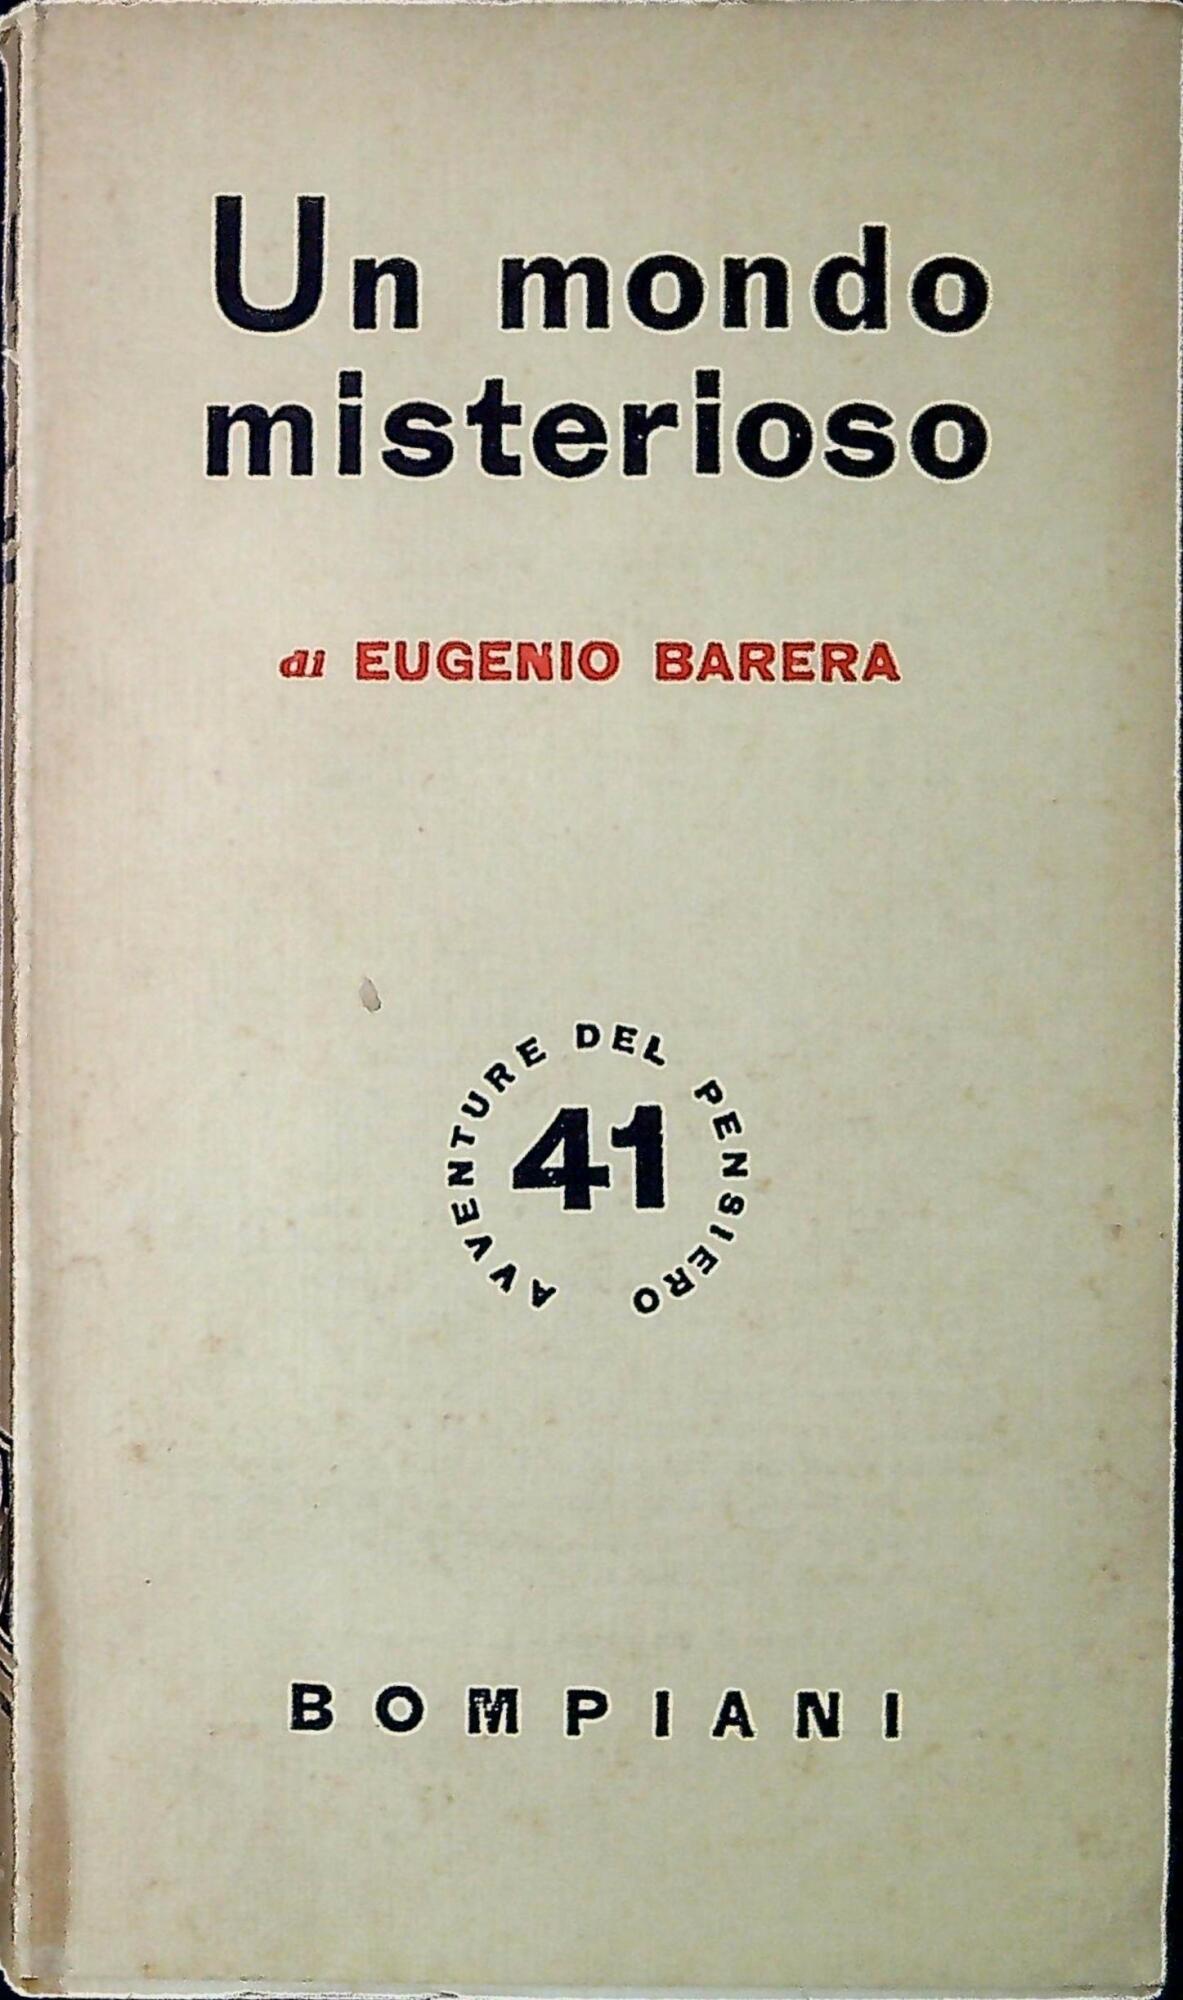 Un mondo
misterioso
di EUGENIO BARERA
AVVENTURE DEL PENSIERO
41
BOMPIANI